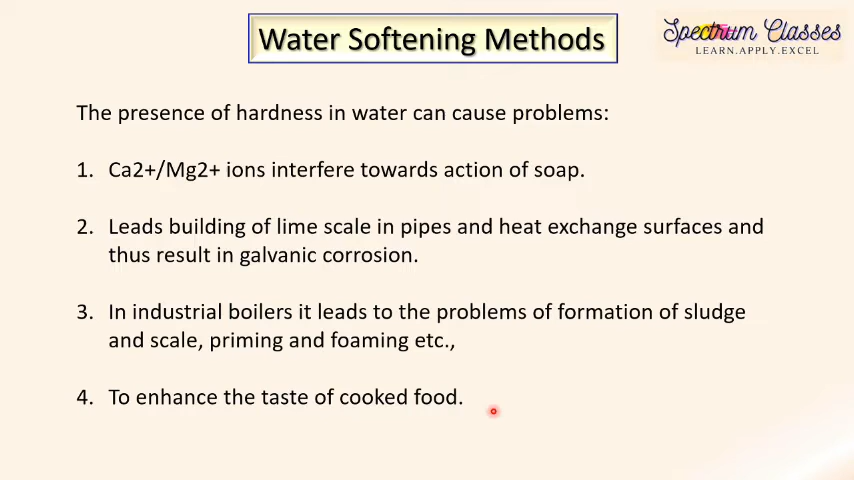 Water Softening Methods
Spectrum Classes
LEARN.APPLY.EXCEL
The presence of hardness in water can cause problems:
1. Ca2+/Mg2+ ions interfere towards action of soap.
2. Leads building of lime scale in pipes and heat exchange surfaces and
thus result in galvanic corrosion.
3. In industrial boilers it leads to the problems of formation of sludge
and scale, priming and foaming etc.,
4. To enhance the taste of cooked food.